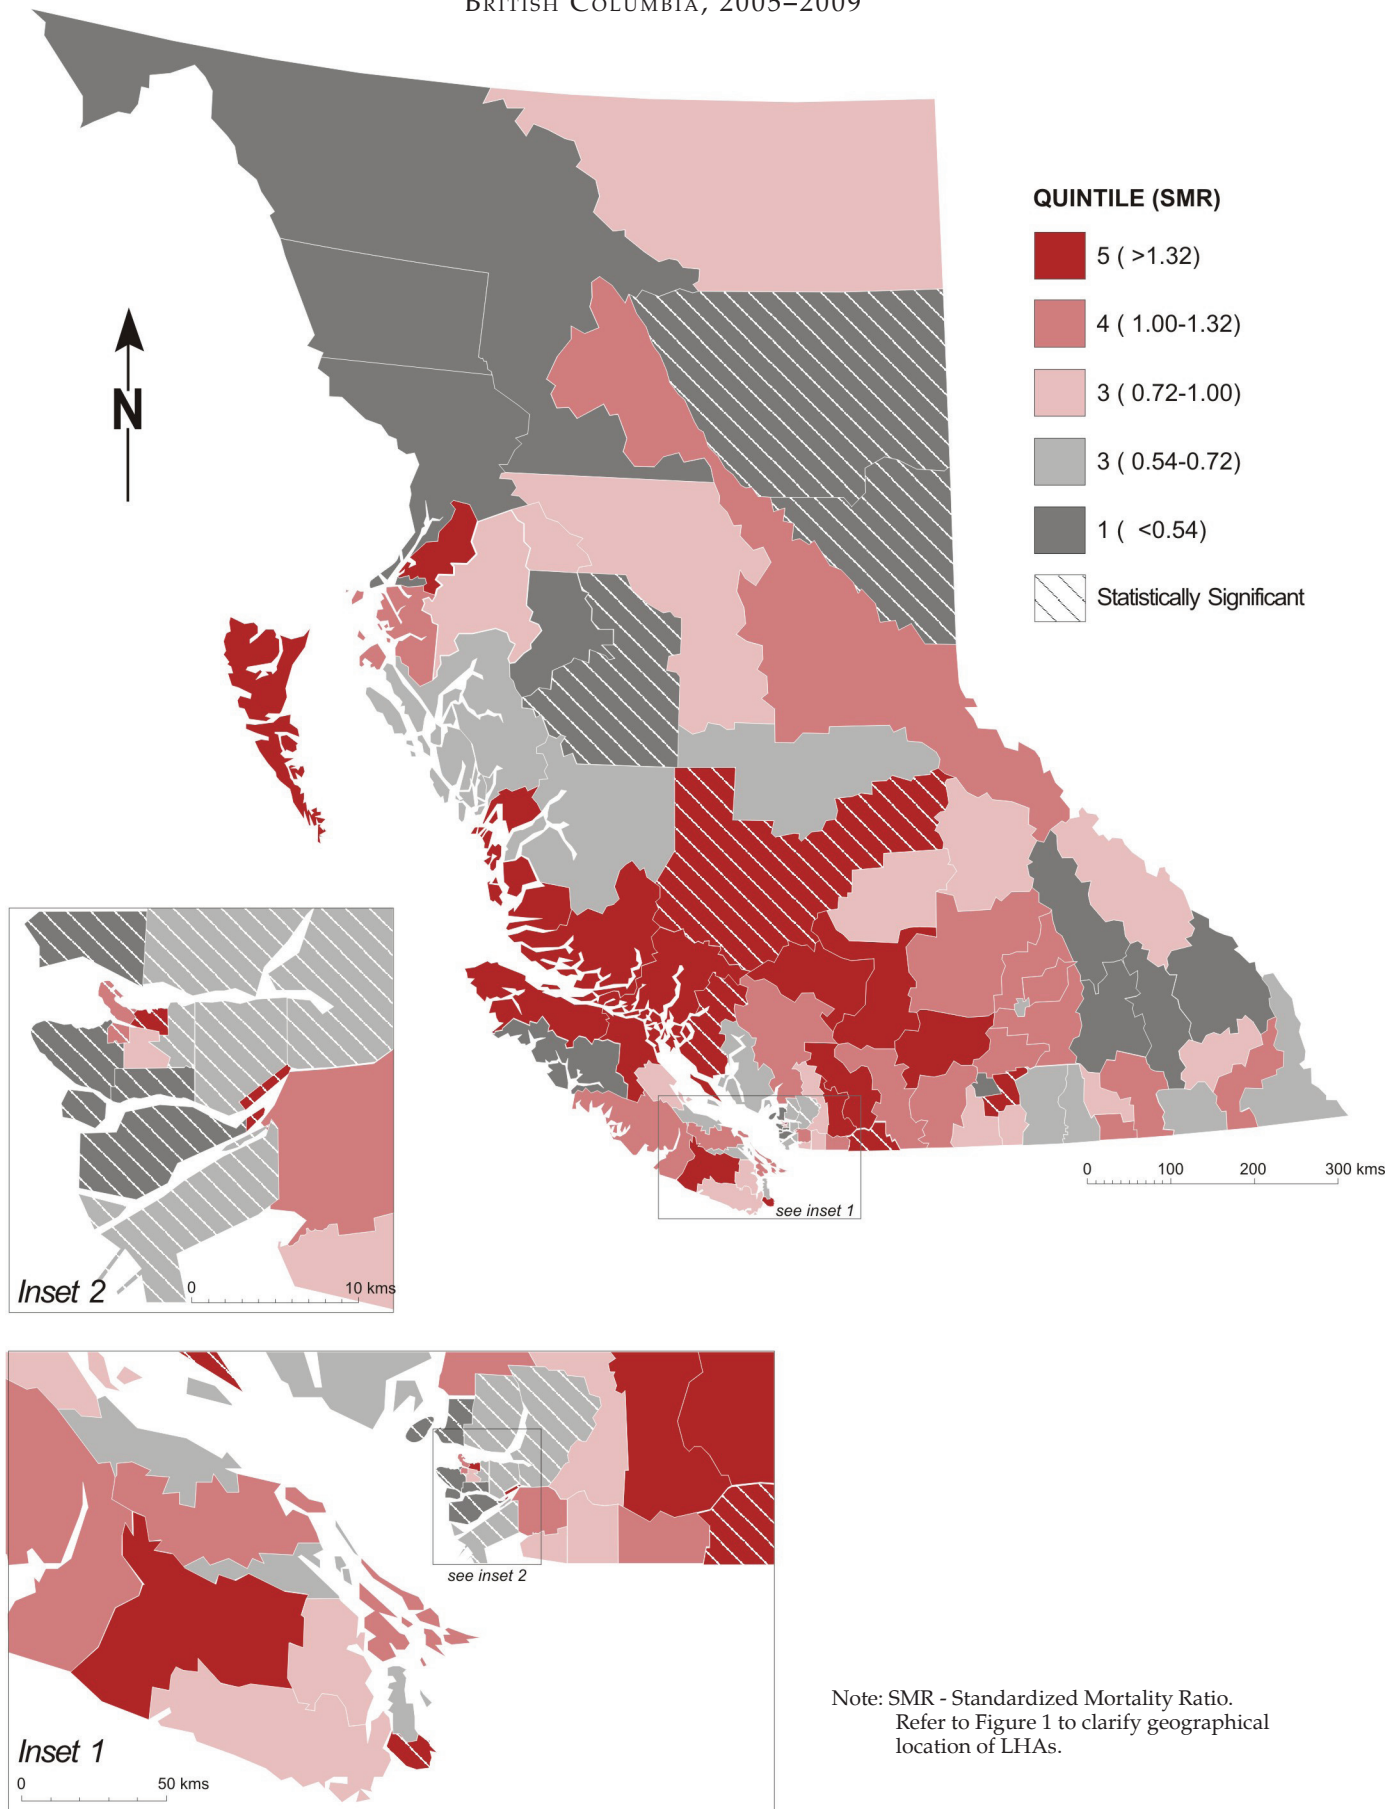 BRITISH COLUMBIA, 2005–2009
QUINTILE (SMR)
5 ( >1.32)
4 ( 1.00-1.32)
3 ( 0.72-1.00)
3 ( 0.54-0.72)
1 ( <0.54)
Statistically Significant
N
0 100 200 300 kms
see inset 1
Inset 2
0 10 kms
see inset 2
Inset 1
0 50 kms
Note: SMR - Standardized Mortality Ratio.
Refer to Figure 1 to clarify geographical
location of LHAs.